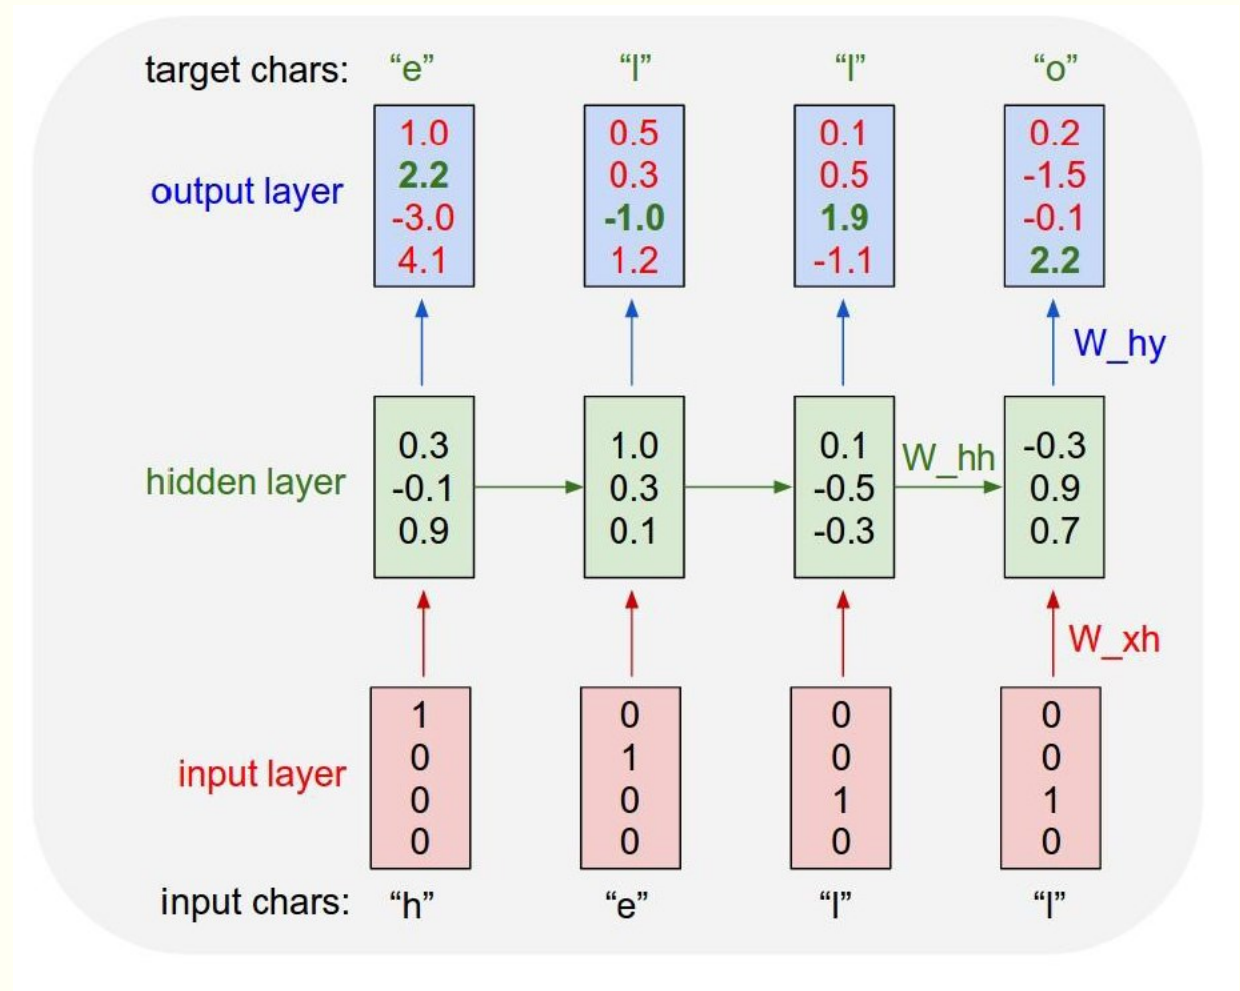 target chars: “e” “l” “l” “o”
1.0 0.5 0.1 0.2
2.2 0.3 0.5 -1.5
output layer
-3.0 -1.0 1.9 -0.1
4.1 1.2 -1.1 2.2
W_hy
0.3 1.0 0.1 -0.3
W_hh
hidden layer
-0.1 0.3 -0.5 0.9
0.9 0.1 -0.3 0.7
W_xh
1 0 0 0
0 1 0 0
input layer
0 0 1 1
0 0 0 0
input chars: “h” “e” “l” “l”